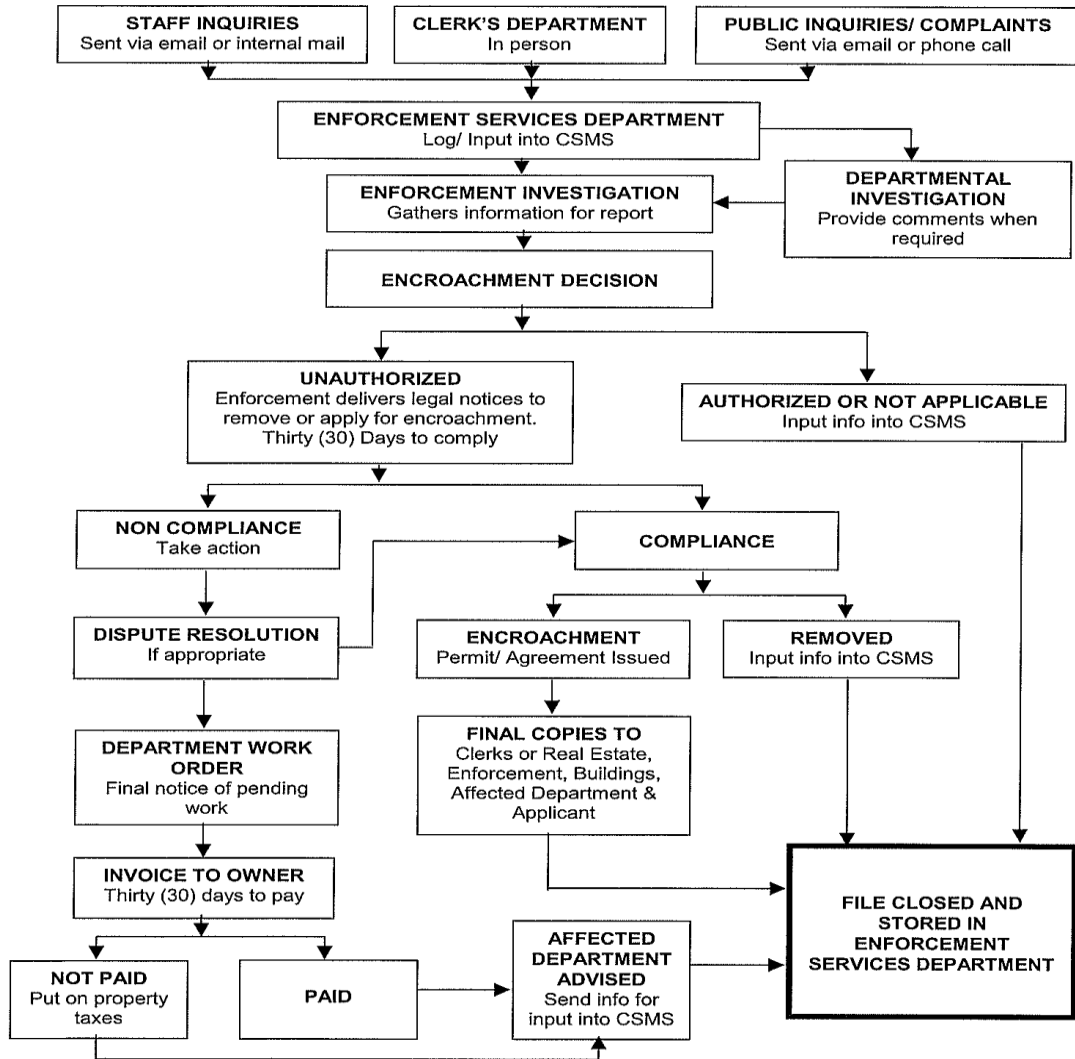 STAFF INQUIRIES
Sent via email or internal mail
CLERK'S DEPARTMENT
In person
PUBLIC INQUIRIES/ COMPLAINTS
Sent via email or phone call
ENFORCEMENT SERVICES DEPARTMENT
Log/ Input into CSMS
ENFORCEMENT INVESTIGATION
Gathers information for report
DEPARTMENTAL
INVESTIGATION
Provide comments when
required
ENCROACHMENT DECISION
UNAUTHORIZED
Enforcement delivers legal notices to
remove or apply for encroachment.
Thirty (30) Days to comply
AUTHORIZED OR NOT APPLICABLE
Input info into CSMS
NON COMPLIANCE
Take action
COMPLIANCE
DISPUTE RESOLUTION
If appropriate
ENCROACHMENT
Permit/ Agreement Issued
REMOVED
Input info into CSMS
DEPARTMENT WORK
ORDER
Final notice of pending
work
FINAL COPIES TO
Clerks or Real Estate,
Enforcement, Buildings,
Affected Department &
Applicant
INVOICE TO OWNER
Thirty (30) days to pay
FILE CLOSED AND
STORED IN
ENFORCEMENT
SERVICES DEPARTMENT
NOT PAID
Put on property
taxes
PAID
AFFECTED
DEPARTMENT
ADVISED
Send info for
input into CSMS